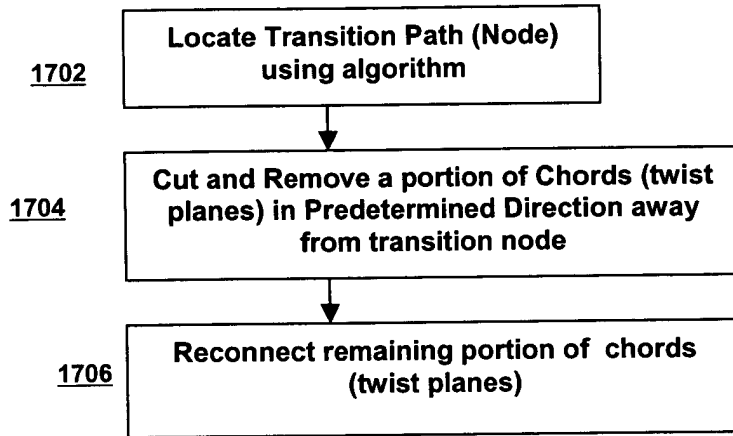 Locate Transition Path (Node)
using algorithm
1702
Cut and Remove a portion of Chords (twist
planes) in Predetermined Direction away
from transition node
1704
Reconnect remaining portion of chords
(twist planes)
1706